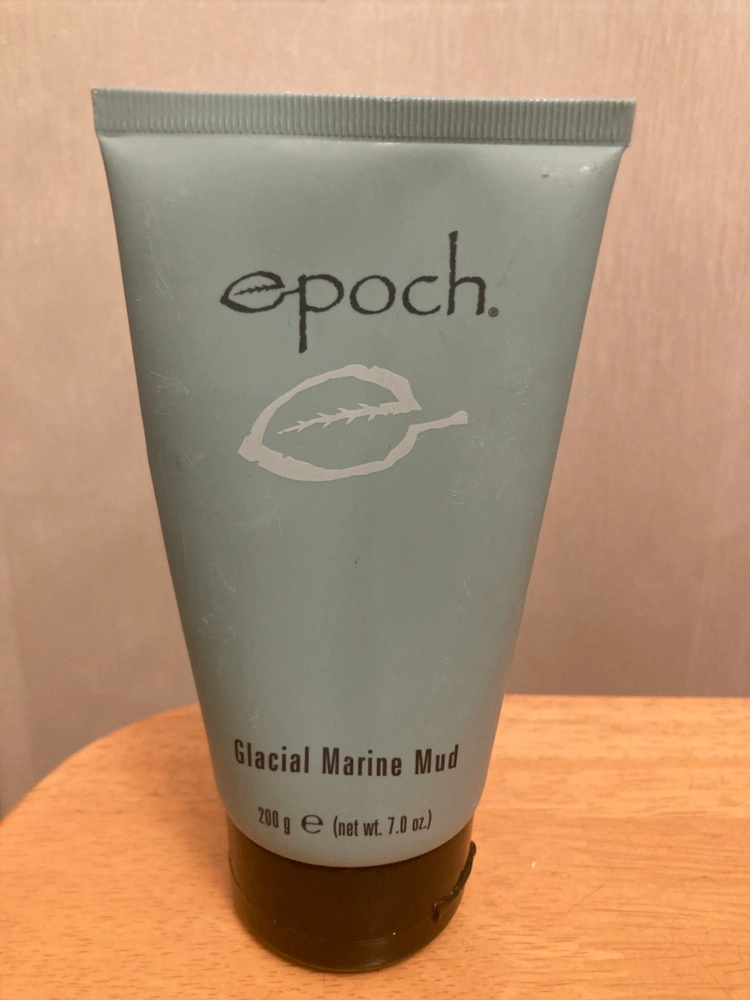 epoch®
Glacial Marine Mud
200 g ℮ (net wt. 7.0 oz.)